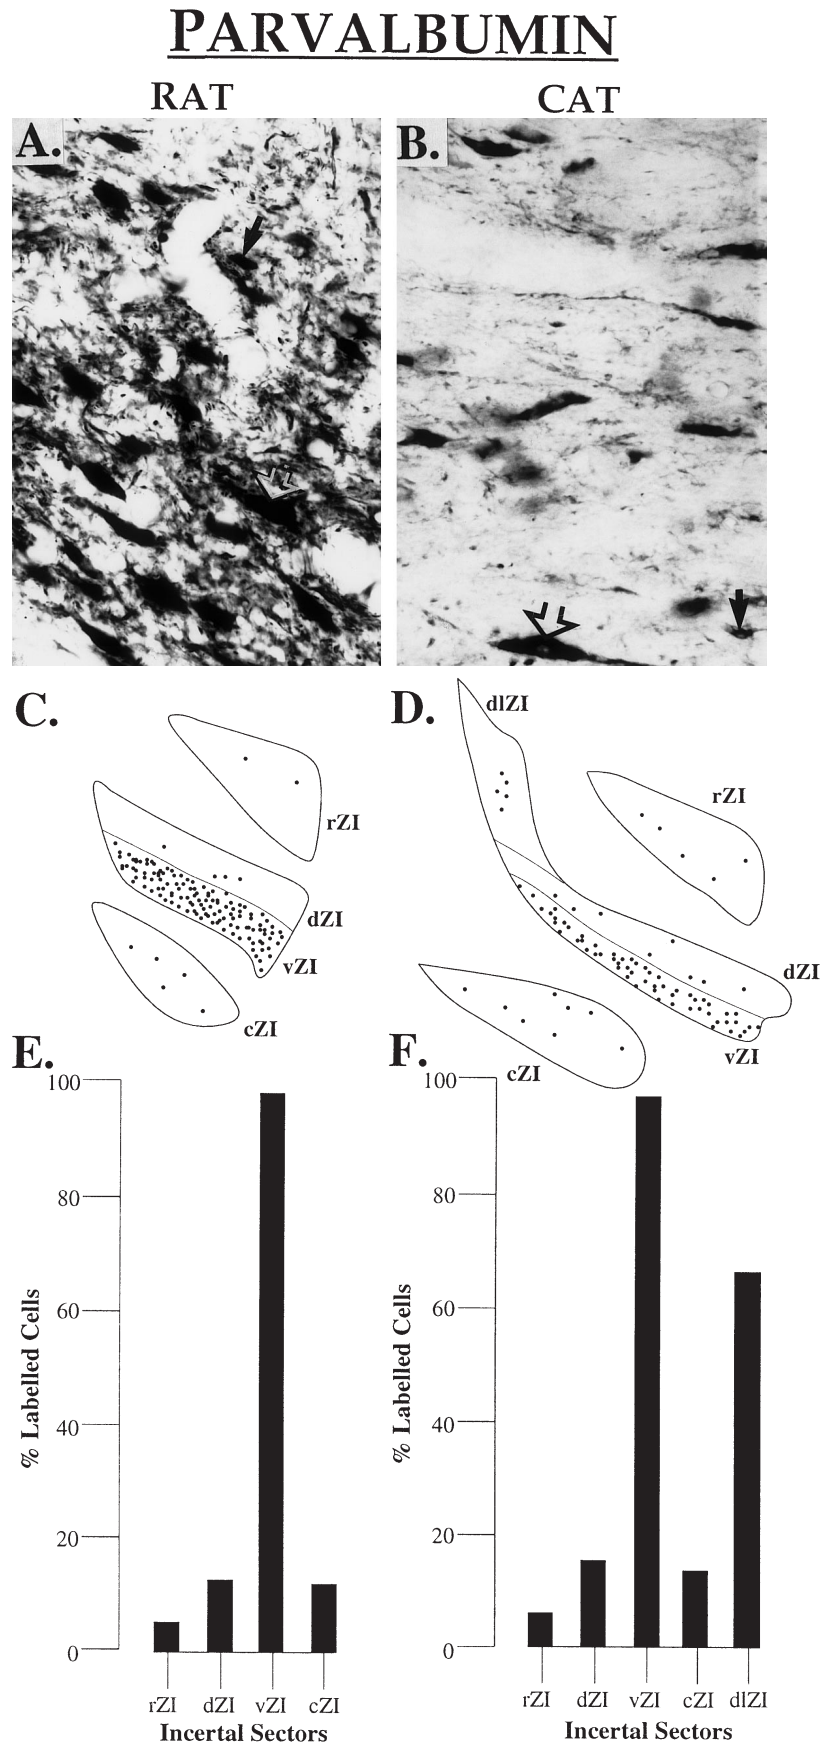 PARVALBUMIN
RAT
CAT
A.
B.
C.
D.
dlZI
rZI
rZI
dZI
vZI
cZI
dZI
vZI
cZI
E.
F.
100
80
60
40
20
0
% Labelled Cells
rZI dZI vZI cZI
Incertal Sectors
100
80
60
40
20
0
% Labelled Cells
rZI dZI vZI cZI dlZI
Incertal Sectors